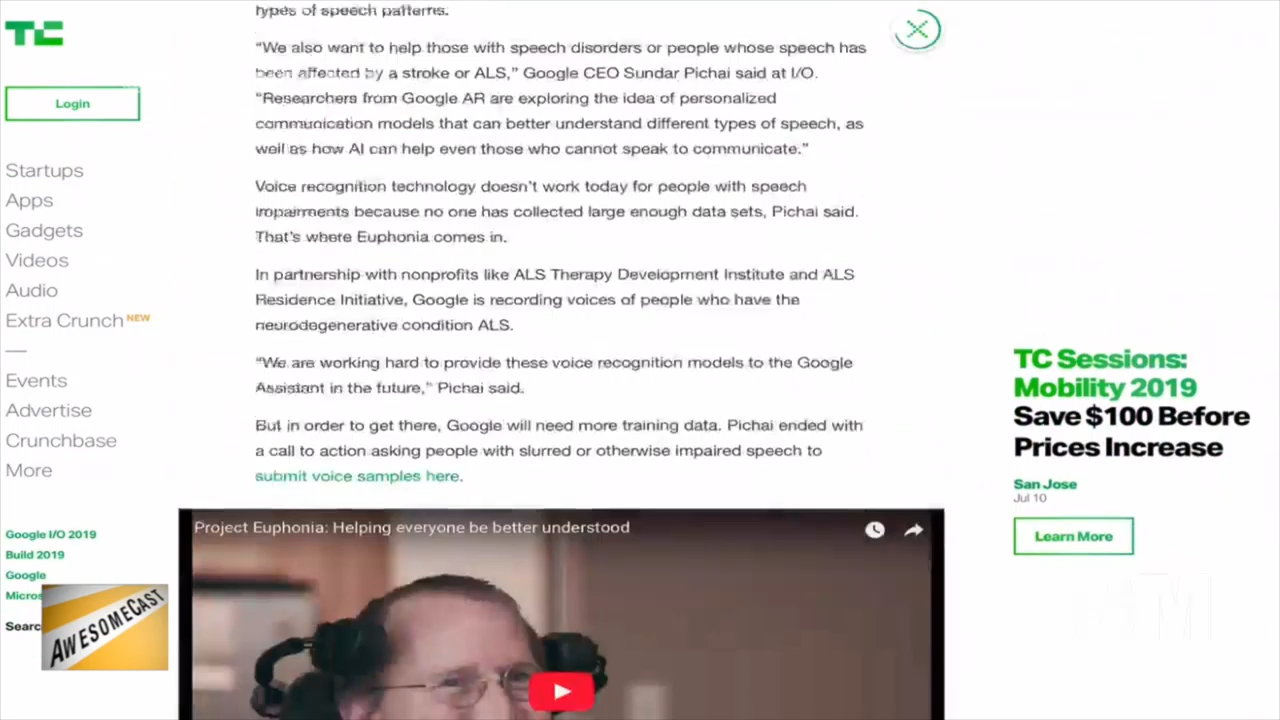 types of speech patterns.
TC
"We also want to help those with speech disorders or people whose speech has
been affected by a stroke or ALS," Google CEO Sundar Pichai said at I/O.
"Researchers from Google AR are exploring the idea of personalized
communication models that can better understand different types of speech, as
well as how AI can help even those who cannot speak to communicate."
Login
Startups
Apps
Gadgets
Videos
Audio
Extra Crunch NEW
Events
Advertise
Crunchbase
More
Google I/O 2019
Build 2019
Google
Micros
Searc
AWESOMECAST
Voice recognition technology doesn't work today for people with speech
impairments because no one has collected large enough data sets, Pichai said.
That's where Euphonia comes in.
In partnership with nonprofits like ALS Therapy Development Institute and ALS
Residence Initiative, Google is recording voices of people who have the
neurodegenerative condition ALS.
"We are working hard to provide these voice recognition models to the Google
Assistant in the future," Pichai said.
But in order to get there, Google will need more training data. Pichai ended with
a call to action asking people with slurred or otherwise impaired speech to
submit voice samples here.
Project Euphonia: Helping everyone be better understood
TC Sessions:
Mobility 2019
Save $100 Before
Prices Increase
San Jose
Jul 10
Learn More